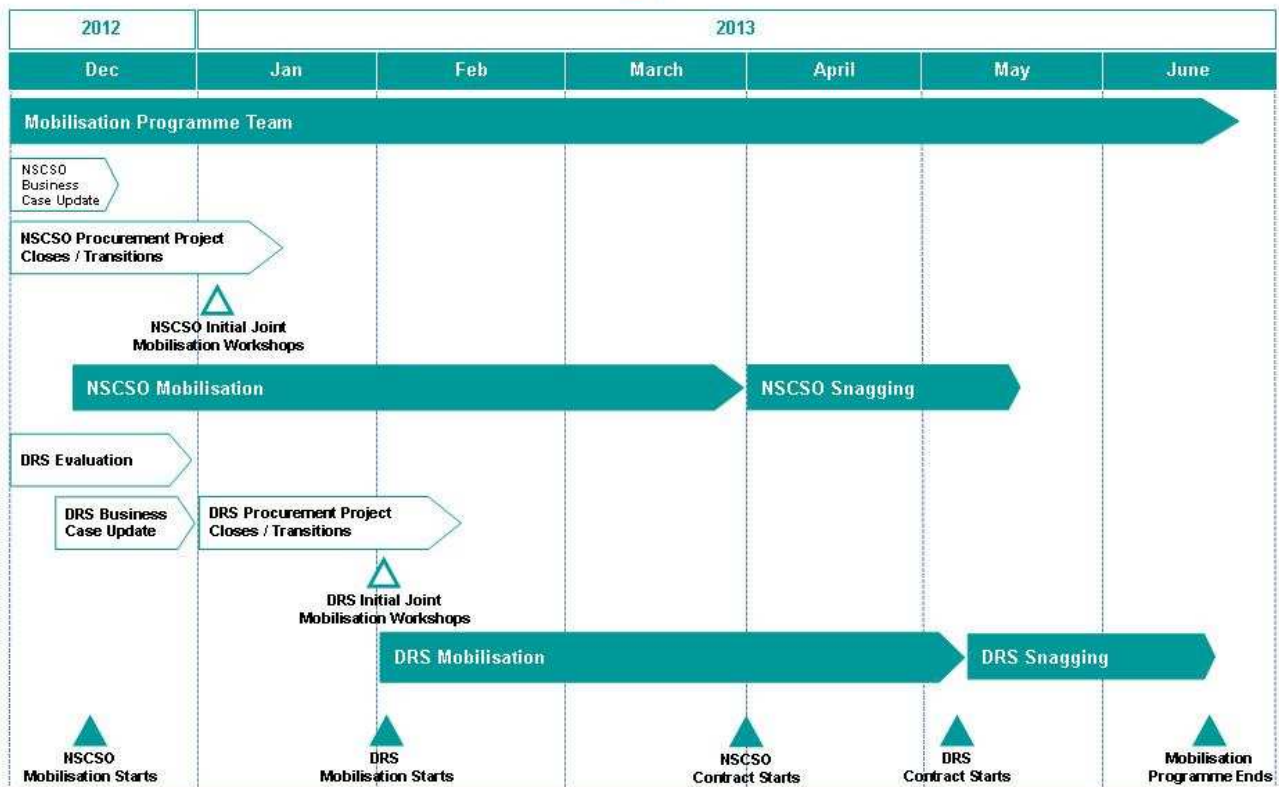 2012
2013
Dec
Jan
Feb
March
April
May
June
Mobilisation Programme Team
NSCSO
Business
Case Update
NSCSO Procurement Project
Closes / Transitions
NSCSO Initial Joint
Mobilisation Workshops
NSCSO Mobilisation
NSCSO Snagging
DRS Evaluation
DRS Business
Case Update
DRS Procurement Project
Closes / Transitions
DRS Initial Joint
Mobilisation Workshops
DRS Mobilisation
DRS Snagging
NSCSO
Mobilisation Starts
DRS
Mobilisation Starts
NSCSO
Contract Starts
DRS
Contract Starts
Mobilisation
Programme Ends